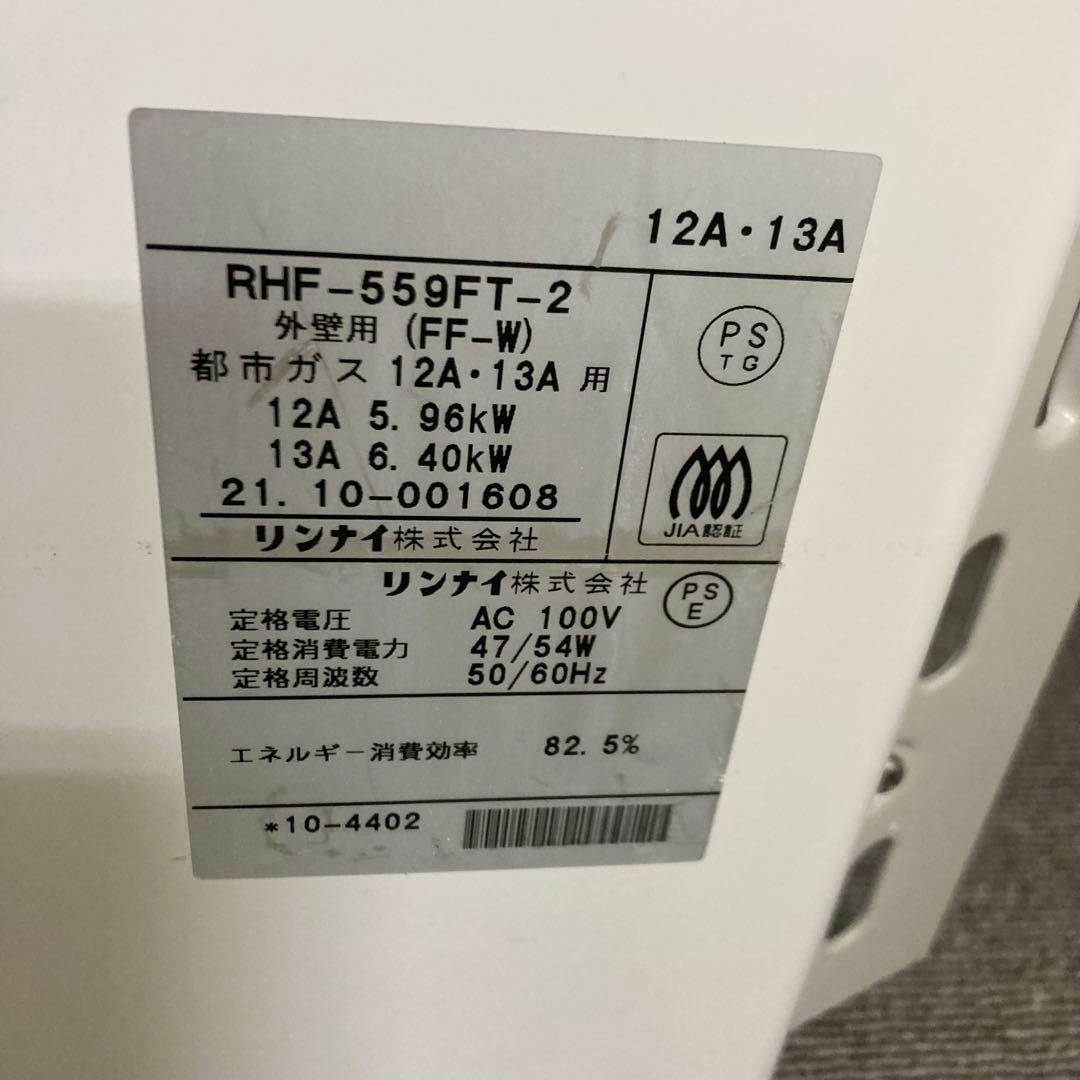 12A・13A
RHF-559FT-2
外壁用 (FF-W)
都市ガス 12A・13A 用
12A 5.96kW
13A 6.40kW
21.10-001608
リンナイ株式会社
PS
TG
JIA認証
リンナイ株式会社
PS
E
定格電圧 AC 100V
定格消費電力 47/54W
定格周波数 50/60Hz
エネルギー消費効率 82.5%
*10-4402